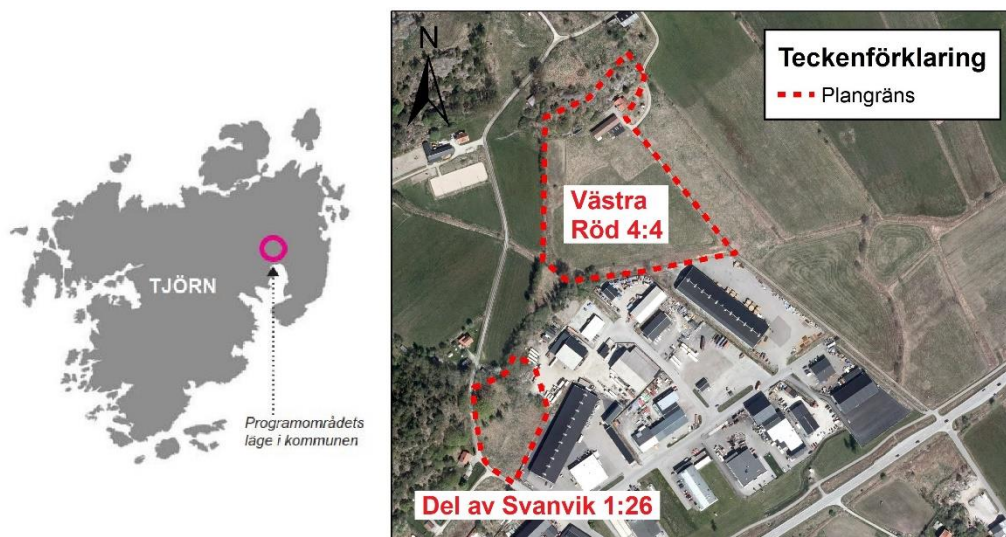 TJÖRN
Programområdets
läge i kommunen
N
Teckenförklaring
Plangräns
Västra
Röd 4:4
Del av Svanvik 1:26